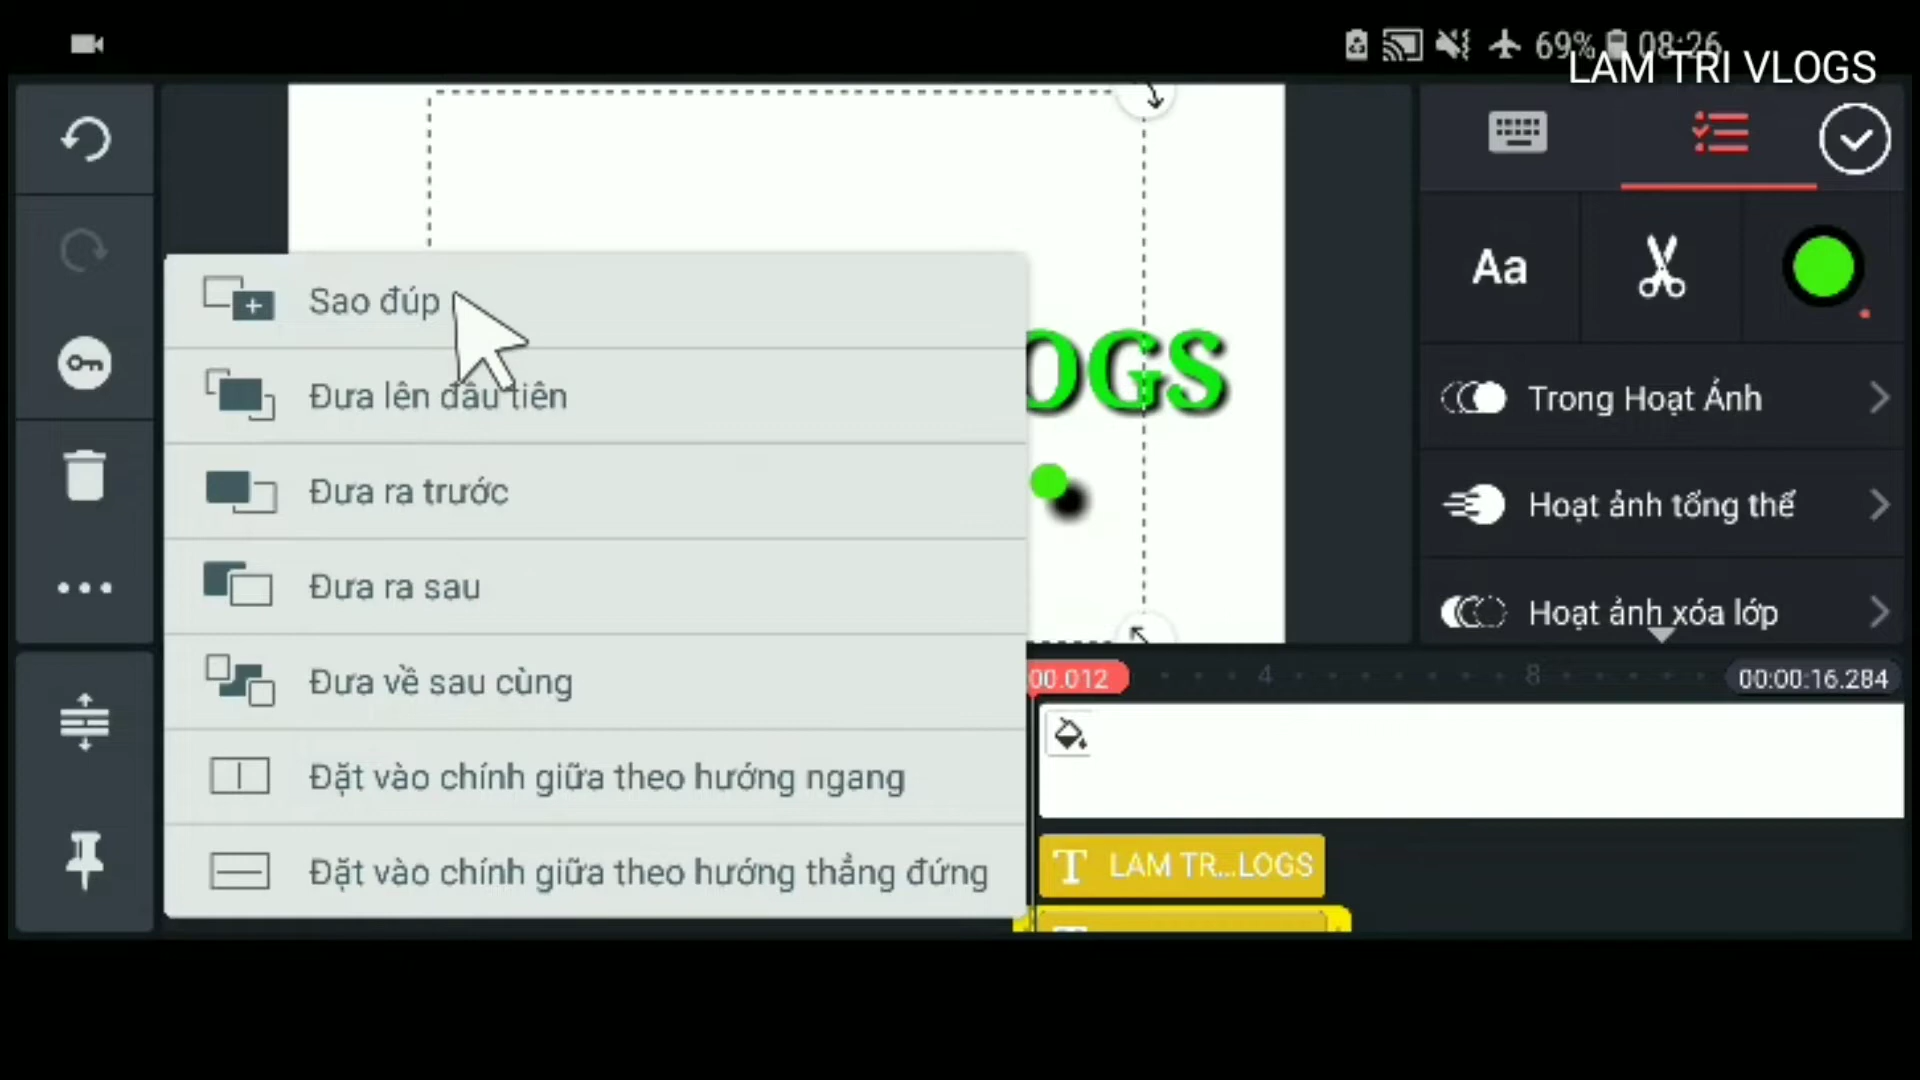 69% 08:26
LAM TRI VLOGS
Aa
Sao đúp
Đưa lên đầu tiên
Đưa ra trước
Đưa ra sau
Đưa về sau cùng
Đặt vào chính giữa theo hướng ngang
Đặt vào chính giữa theo hướng thẳng đứng
OGS
Trong Hoạt Ảnh
Hoạt ảnh tổng thể
Hoạt ảnh xóa lớp
00.012
4
8
00:00:16.284
T LAM TR...LOGS